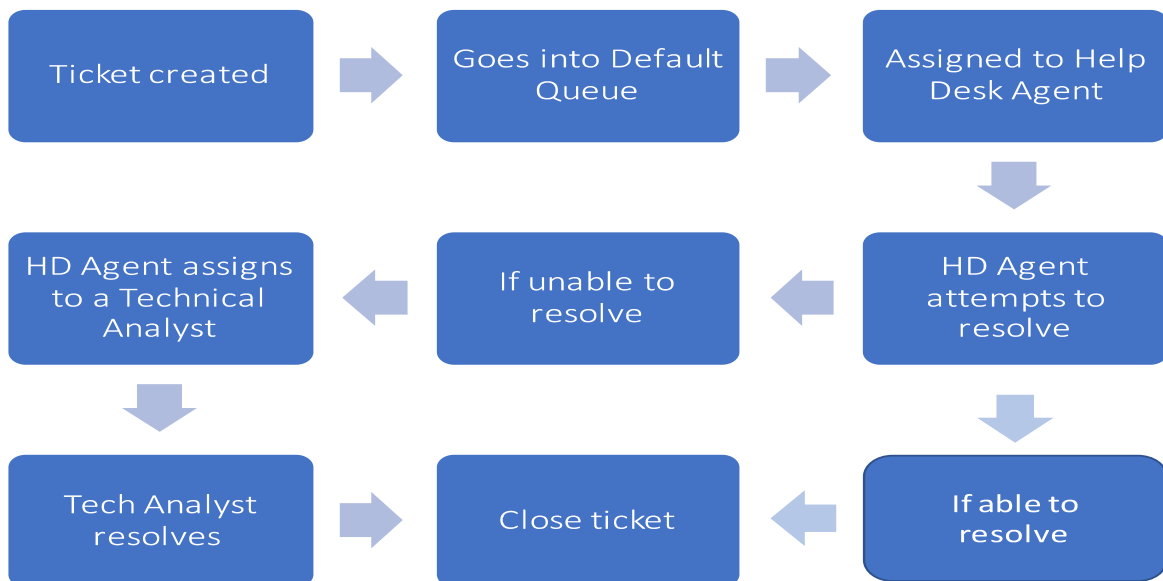 Ticket created
Goes into Default
Queue
Assigned to Help
Desk Agent
HD Agent assigns
to a Technical
Analyst
If unable to
resolve
HD Agent
attempts to
resolve
Tech Analyst
resolves
Close ticket
If able to
resolve